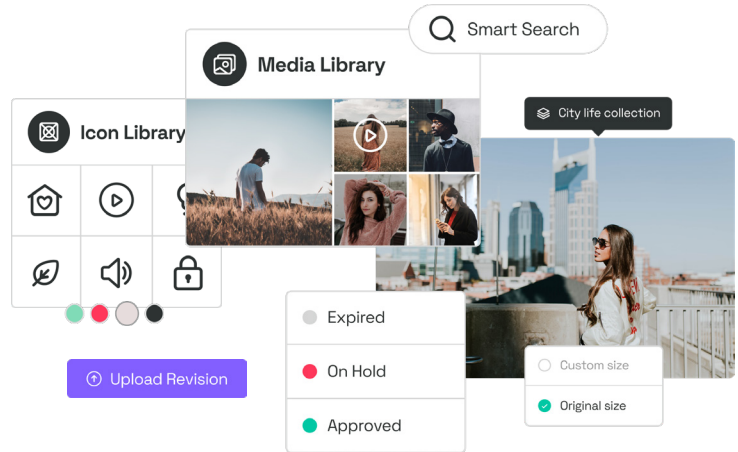 Smart Search
Media Library
City life collection
Icon Library
Expired
On Hold
Approved
Custom size
Original size
Upload Revision